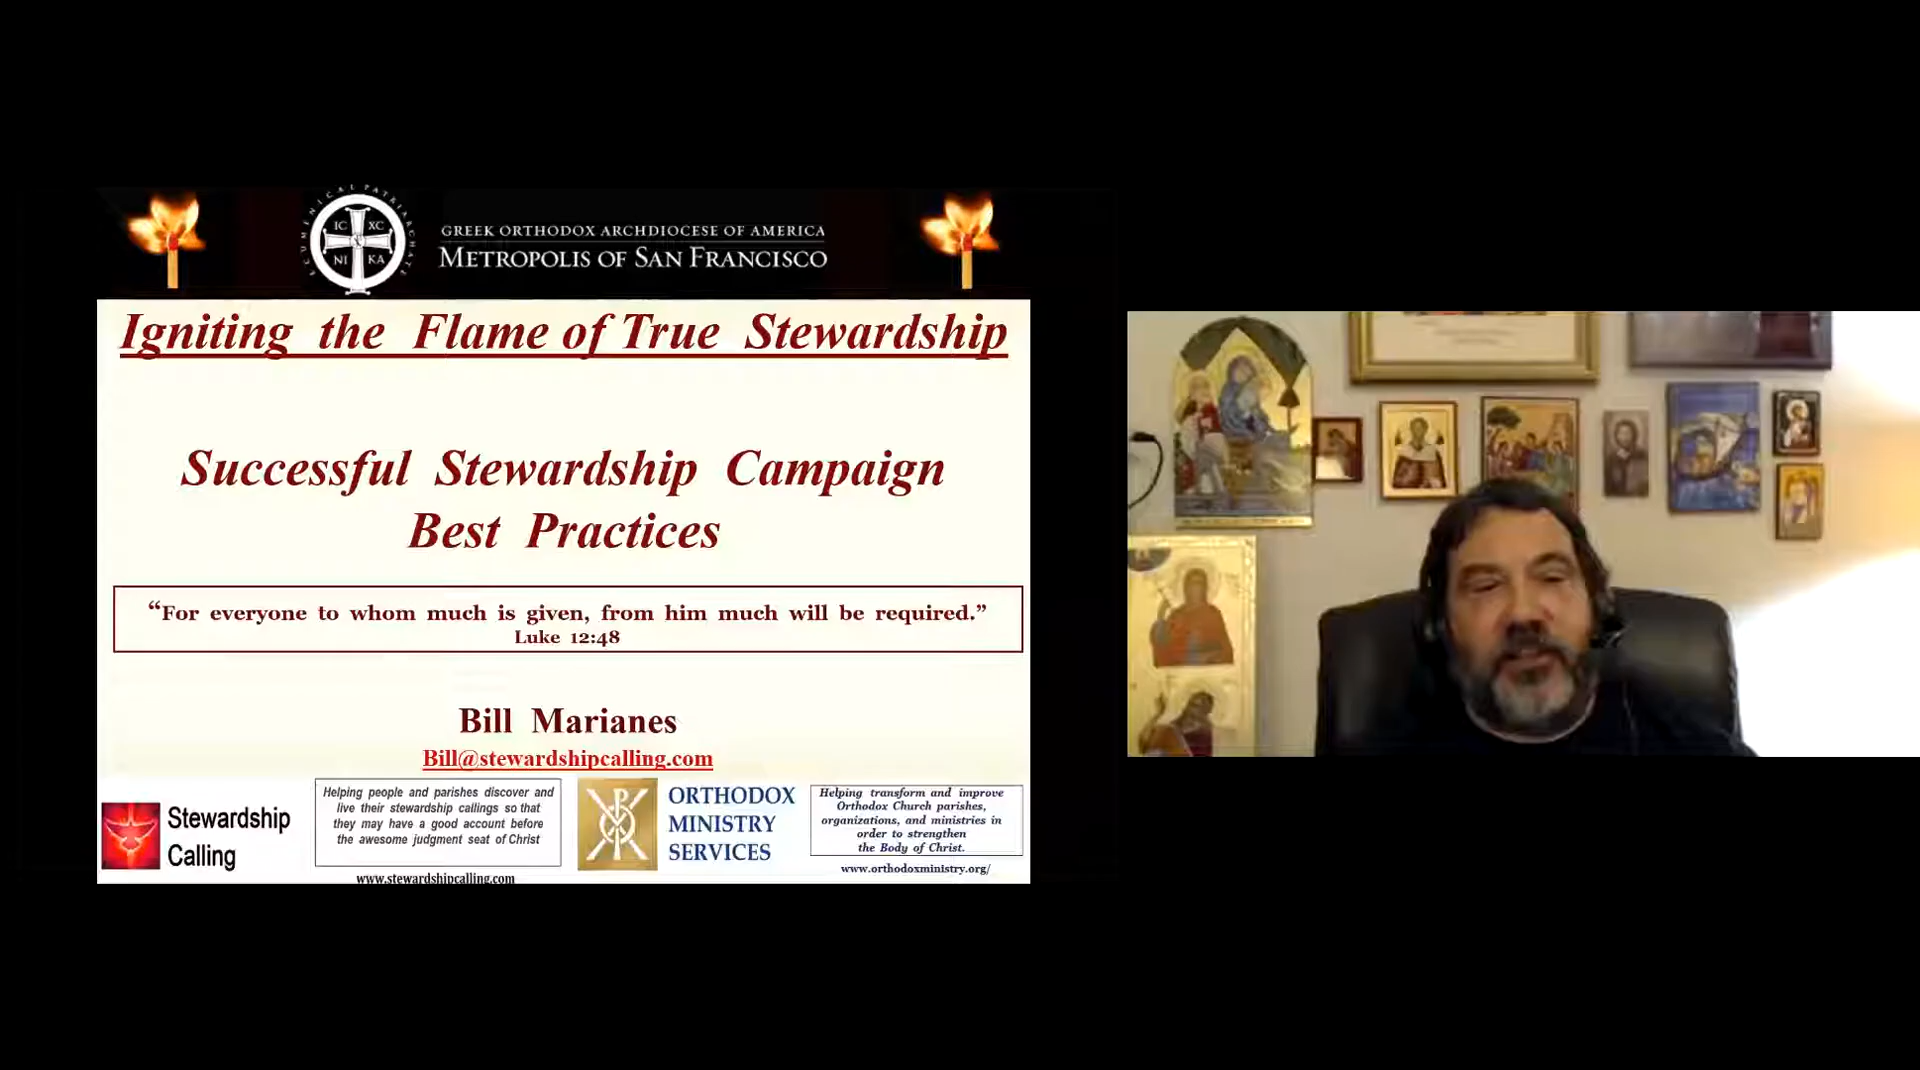 ECUMENICAL PATRIARCHATE
IC XC
NI KA
GREEK ORTHODOX ARCHDIOCESE OF AMERICA
METROPOLIS OF SAN FRANCISCO
Igniting the Flame of True Stewardship
Successful Stewardship Campaign
Best Practices
“For everyone to whom much is given, from him much will be required.”
Luke 12:48
Bill Marianes
Bill@stewardshipcalling.com
Stewardship
Calling
Helping people and parishes discover and
live their stewardship callings so that
they may have a good account before
the awesome judgment seat of Christ
www.stewardshipcalling.com
ORTHODOX
MINISTRY
SERVICES
Helping transform and improve
Orthodox Church parishes,
organizations, and ministries in
order to strengthen
the Body of Christ.
www.orthodoxministry.org/